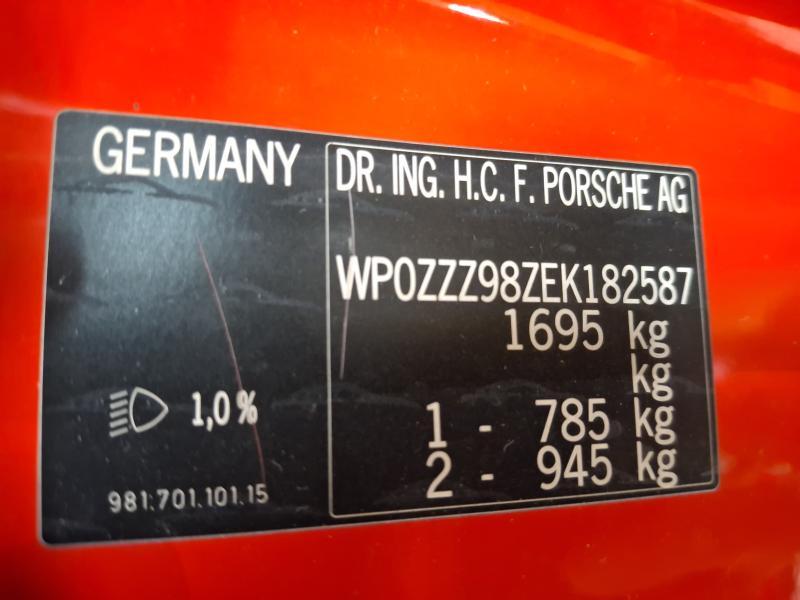 GERMANY
DR. ING. H.C. F. PORSCHE AG
WP0ZZZ98ZEK182587
1695 kg
kg
1 - 785 kg
2 - 945 kg
1,0%
981.701.101.15